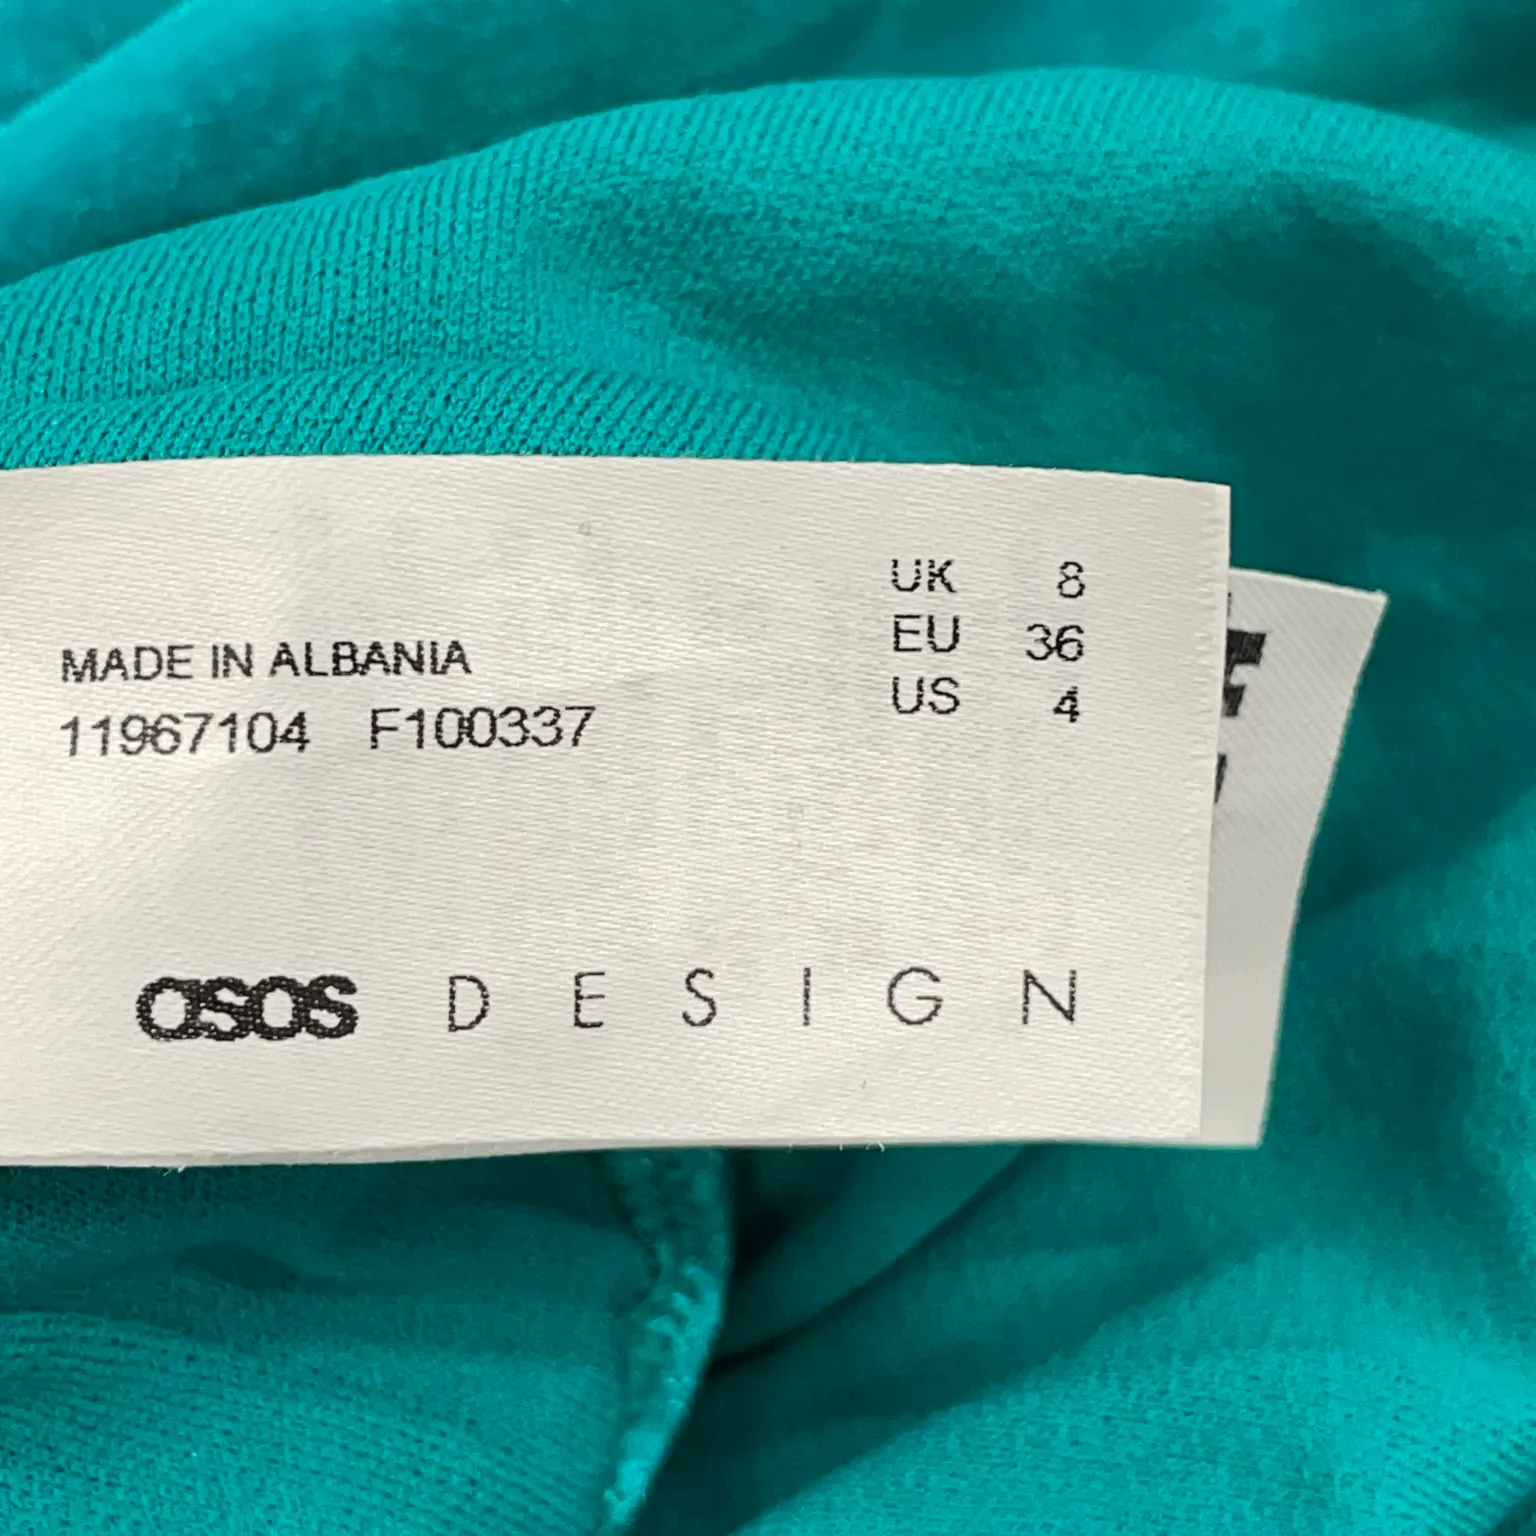 UK 8
EU 36
US 4
MADE IN ALBANIA
11967104 F100337
asos DESIGN